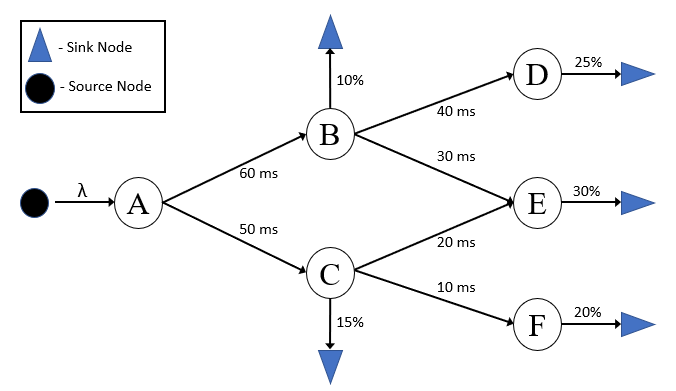 - Sink Node
- Source Node
λ
A
60 ms
50 ms
10%
B
C
15%
40 ms
30 ms
20 ms
10 ms
D
25%
E
30%
F
20%